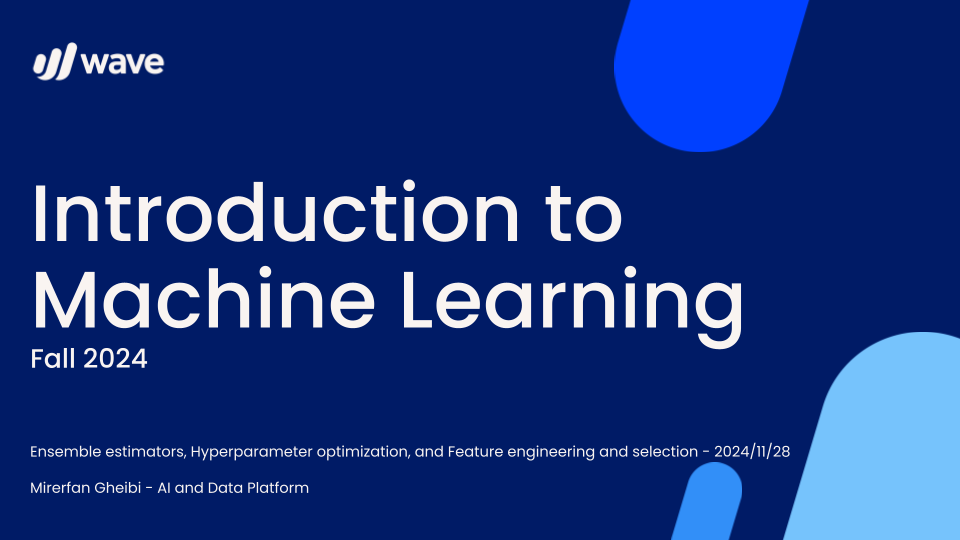 wave
Introduction to
Machine Learning
Fall 2024
Ensemble estimators, Hyperparameter optimization, and Feature engineering and selection - 2024/11/28
Mirerfan Gheibi - AI and Data Platform